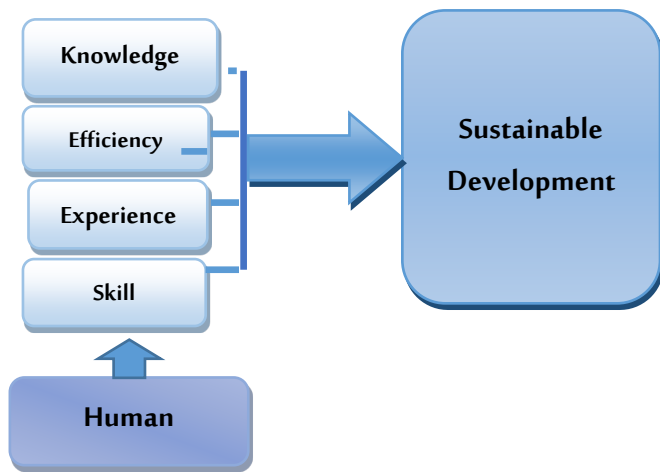 Knowledge
Efficiency
Experience
Skill
Human
Sustainable
Development